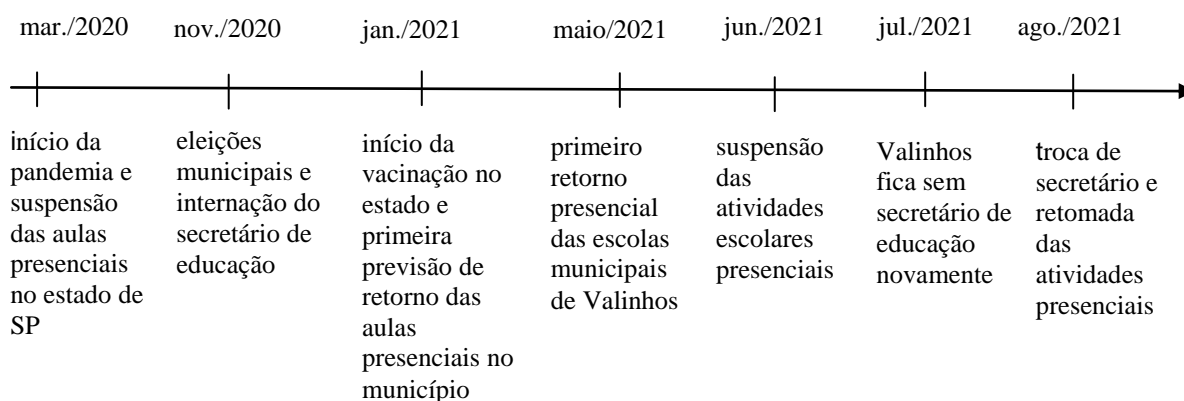 mar./2020
nov./2020
jan./2021
maio/2021
jun./2021
jul./2021
ago./2021
início da
pandemia e
suspensão
das aulas
presenciais
no estado de
SP
eleições
municipais e
internação do
secretário de
educação
início da
vacinação no
estado e
primeira
previsão de
retorno das
aulas
presenciais no
município
primeiro
retorno
presencial
das escolas
municipais
de Valinhos
suspensão
das
atividades
escolares
presenciais
Valinhos
fica sem
secretário de
educação
novamente
troca de
secretário e
retomada
das
atividades
presenciais